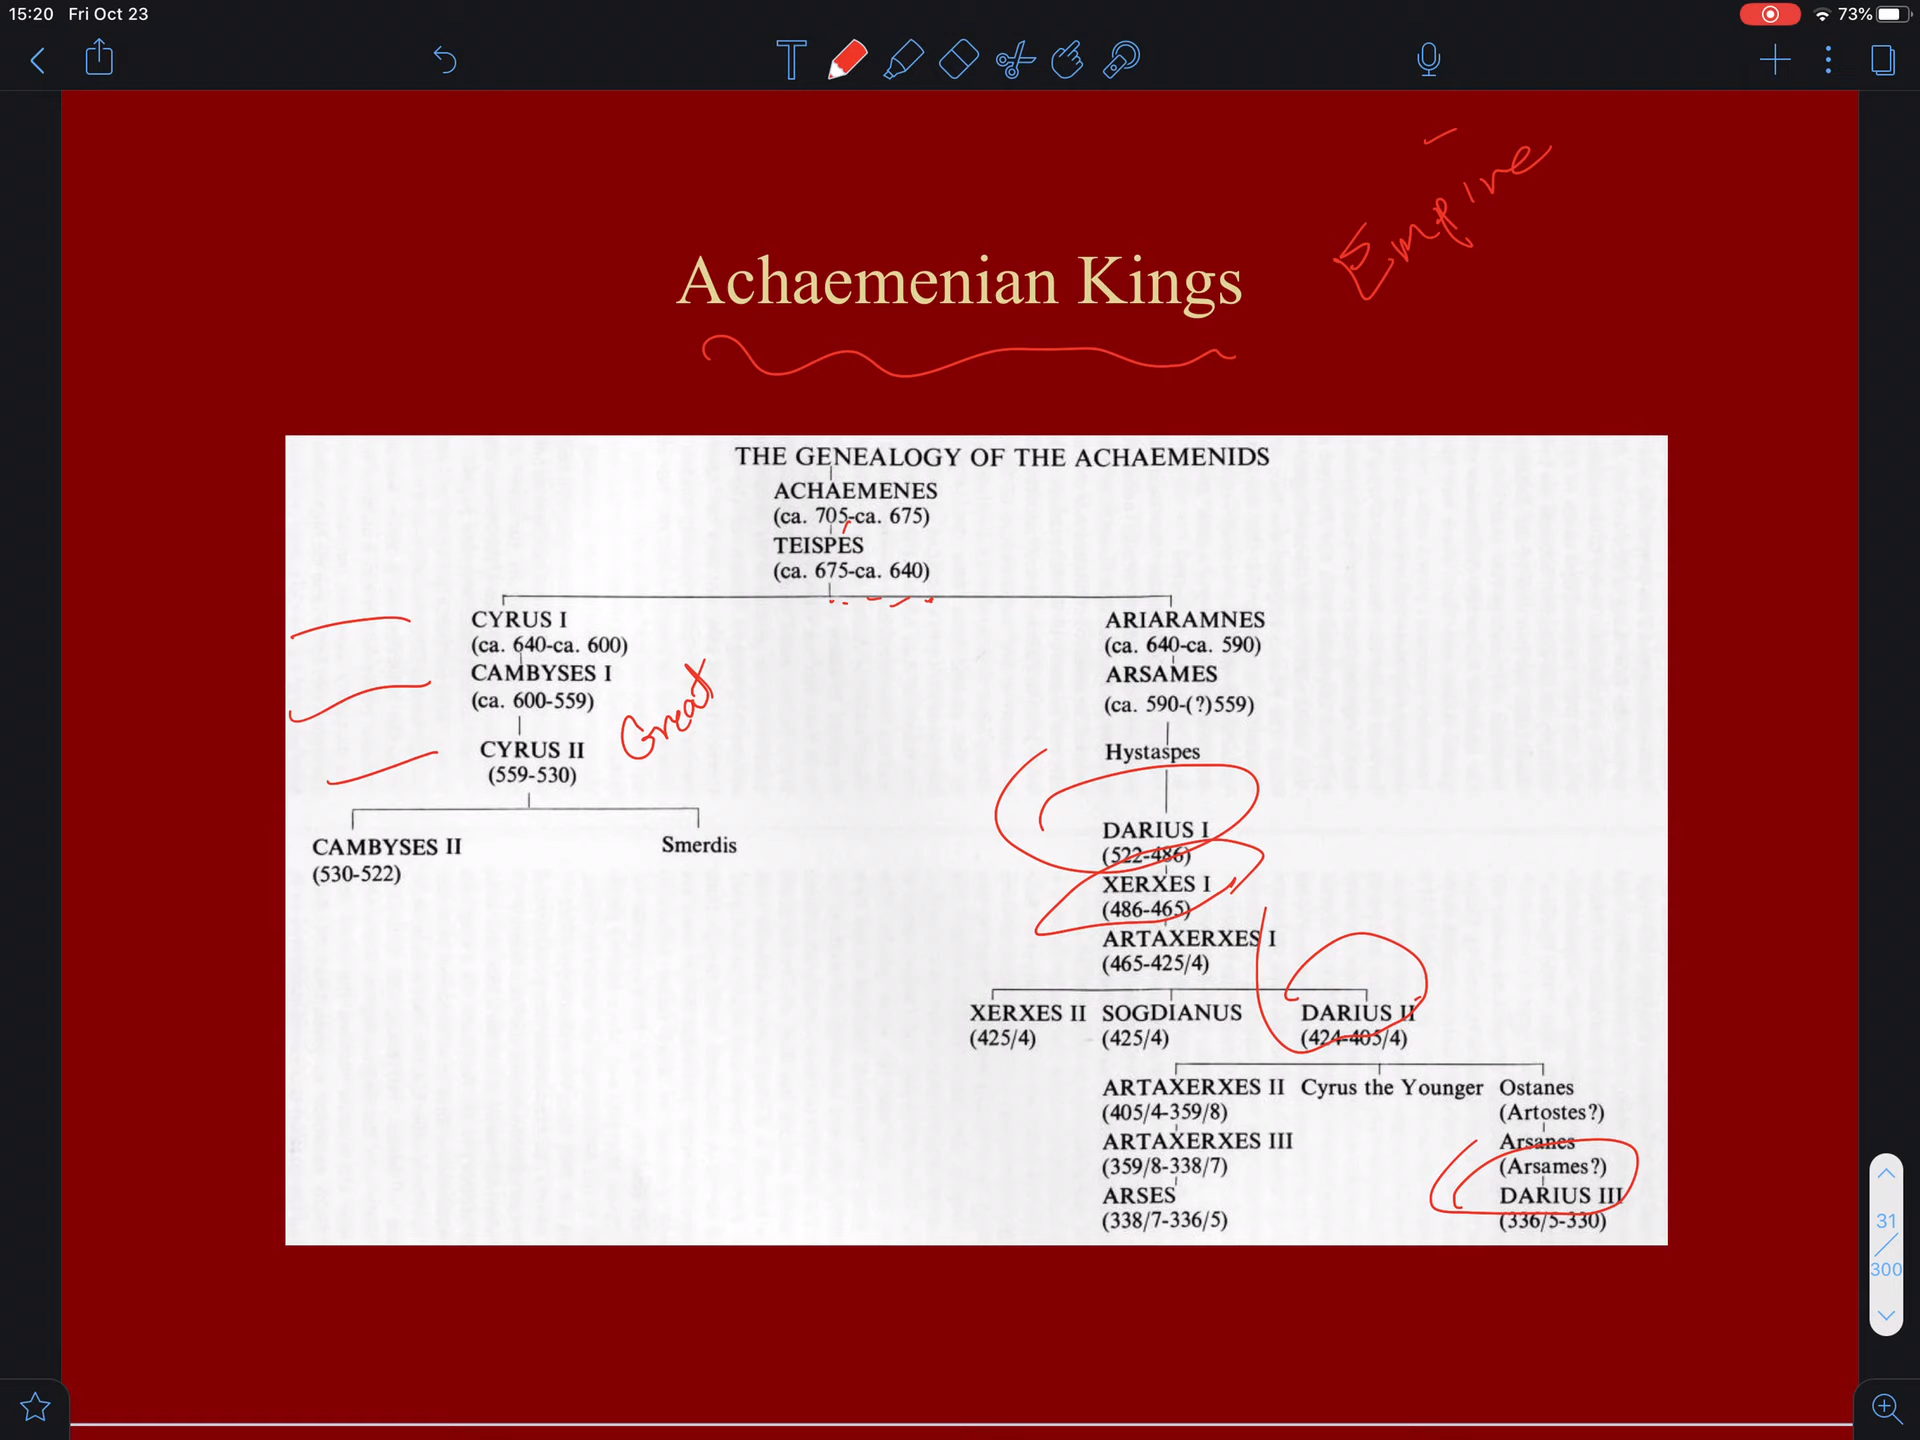 15:20 Fri Oct 23
73%
T
Empire
Achaemenian Kings
THE GENEALOGY OF THE ACHAEMENIDS
ACHAEMENES
(ca. 705-ca. 675)
TEISPES
(ca. 675-ca. 640)
CYRUS I
(ca. 640-ca. 600)
CAMBYSES I
(ca. 600-559)
Great
CYRUS II
(559-530)
CAMBYSES II
(530-522)
Smerdis
ARIARAMNES
(ca. 640-ca. 590)
ARSAMES
(ca. 590-(?)559)
Hystaspes
DARIUS I
(522-486)
XERXES I
(486-465)
ARTAXERXES I
(465-425/4)
XERXES II SOGDIANUS DARIUS II
(425/4) (425/4) (424-405/4)
ARTAXERXES II Cyrus the Younger Ostanes
(405/4-359/8) (Artostes?)
ARTAXERXES III Arsanes
(359/8-338/7) (Arsames?)
ARSES DARIUS III
(338/7-336/5) (336/5-330)
31
/
300